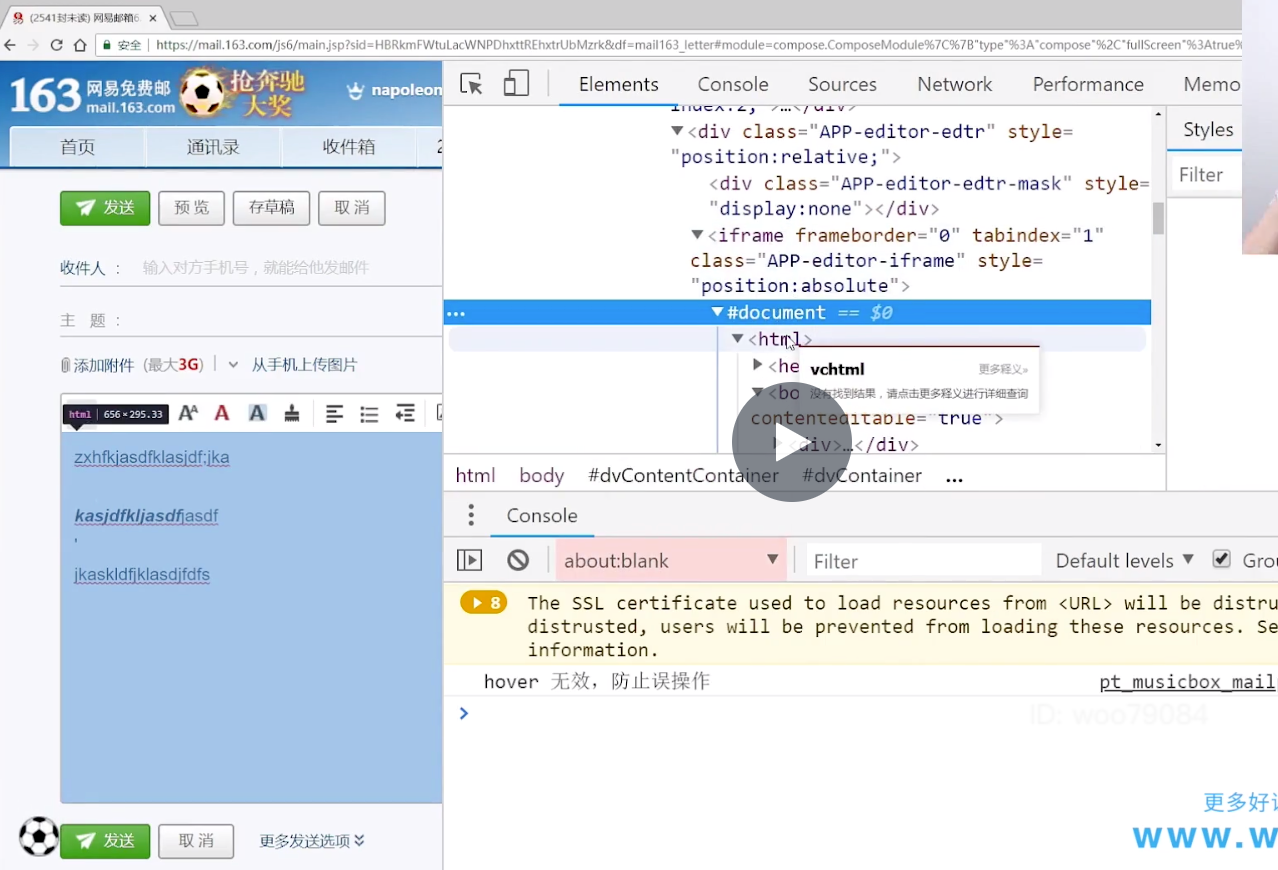 (2541封未读) 网易邮箱6
安全 https://mail.163.com/js6/main.jsp?sid=HBRkmFWtuLacWNPDhxttREhxtrUbMzrk&df=mail163_letter#module=compose.ComposeModule%7C%7B"type"%3A"compose"%2C"fullScreen"%3Atrue%
163 网易免费邮
mail.163.com
抢奔驰
大奖
napoleon
首页 通讯录 收件箱 2
发送 预 览 存草稿 取 消
收件人 ： 输入对方手机号，就能给他发邮件
主 题 ：
添加附件 (最大3G) 从手机上传图片
html 656×295.33
zxhfkjasdfklasjdf;jka
kasjdfkljasdfjasdf
'
jkaskldfjklasdjfdfs
发送 取 消 更多发送选项
Elements Console Sources Network Performance Memo
index:2; >…</div>
<div class="APP-editor-edtr" style=
"position:relative;">
<div class="APP-editor-edtr-mask" style=
"display:none"></div>
<iframe frameborder="0" tabindex="1"
class="APP-editor-iframe" style=
"position:absolute">
… #document == $0
<html>
<he
<bo
contenteditable="true">
<div>…</div>
vchtml 更多释义»
没有找到结果，请点击更多释义进行详细查询
Styles
Filter
html body #dvContentContainer #dvContainer ...
Console
about:blank Filter Default levels Grou
8 The SSL certificate used to load resources from <URL> will be distru
distrusted, users will be prevented from loading these resources. Se
information.
hover 无效，防止误操作 pt_musicbox_mail
ID: woo79084
更多好
www.w